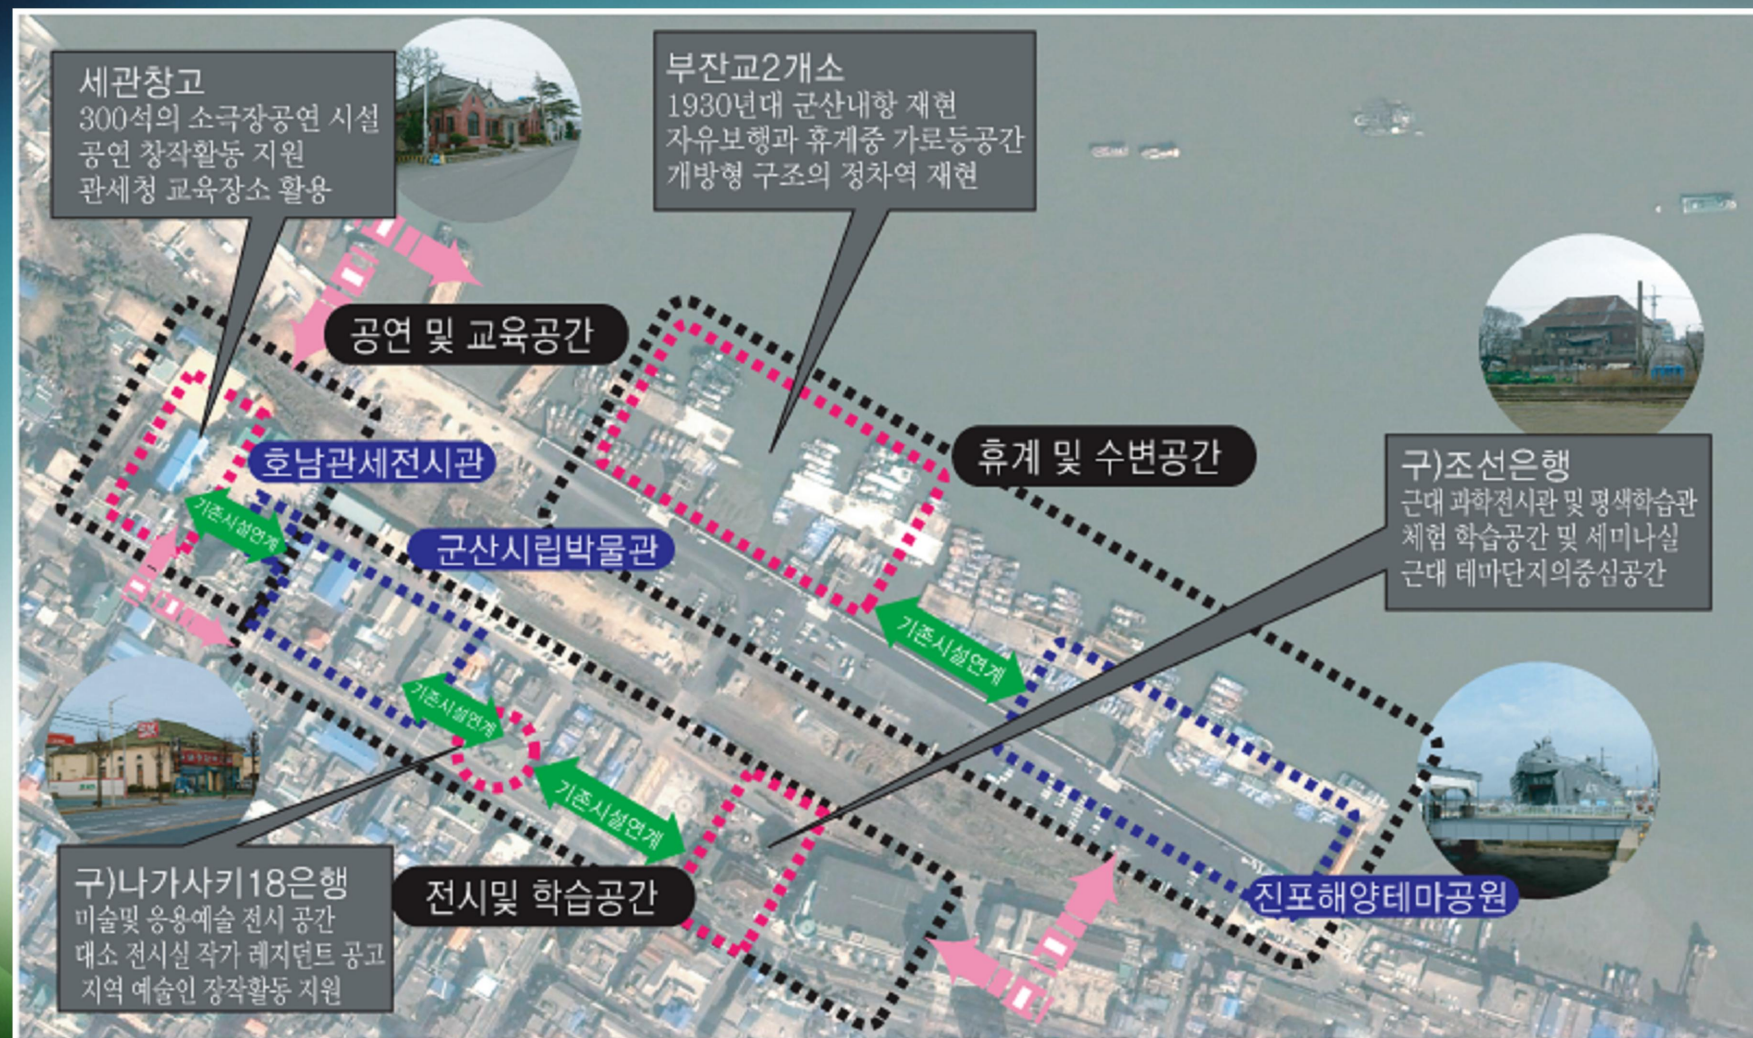 세관창고
300석의 소극장공연 시설
공연 창작활동 지원
관세청 교육장소 활용
부잔교2개소
1930년대 군산내항 재현
자유보행과 휴게중 가로등공간
개방형 구조의 정차역 재현
공연 및 교육공간
호남관세전시관
기존시설연계
군산시립박물관
휴계 및 수변공간
구)조선은행
근대 과학전시관 및 평색학습관
체험 학습공간 및 세미나실
근대 테마단지의중심공간
기존시설연계
기존시설연계
기존시설연계
구)나가사키18은행
미술및 응용예술 전시 공간
대소 전시실 작가 레지던트 공고
지역 예술인 장작활동 지원
전시및 학습공간
진포해양테마공원